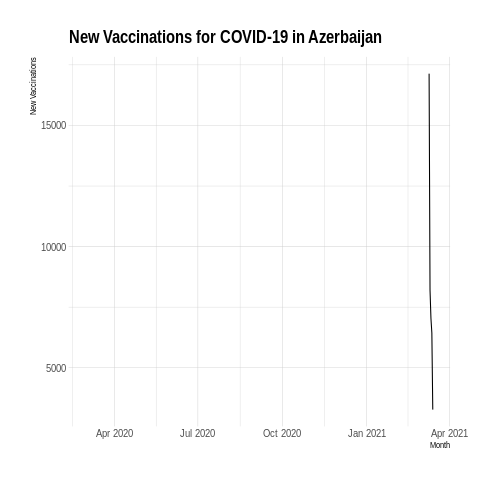 New Vaccinations for COVID-19 in Azerbaijan
New Vaccinations
15000
10000
5000
Apr 2020 Jul 2020 Oct 2020 Jan 2021 Apr 2021
Month